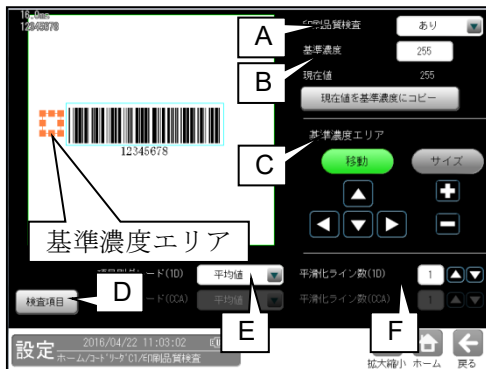 10.0ms
12345678
印刷品質検査 あり
A
基準濃度 255
B
現在値 255
現在値を基準濃度にコピー
12345678
基準濃度エリア
C
移動 サイズ
基準濃度エリア
D
検査項目
平均値
E
平滑化ライン数(1D) 1
ード(CCA) 平均値
平滑化ライン数(CCA) 1
F
設定
2016/04/22 11:03:02
ホーム/コードリーダC1/印刷品質検査
拡大縮小 ホーム 戻る